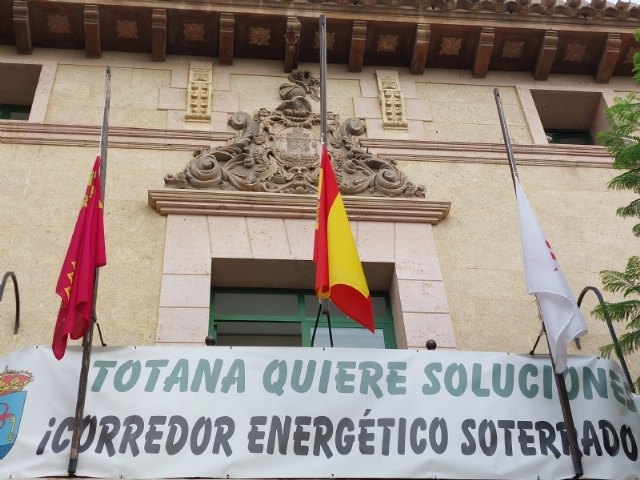 TOTANA QUIERE SOLUCIONES
¡CORREDOR ENERGÉTICO SOTERRADO